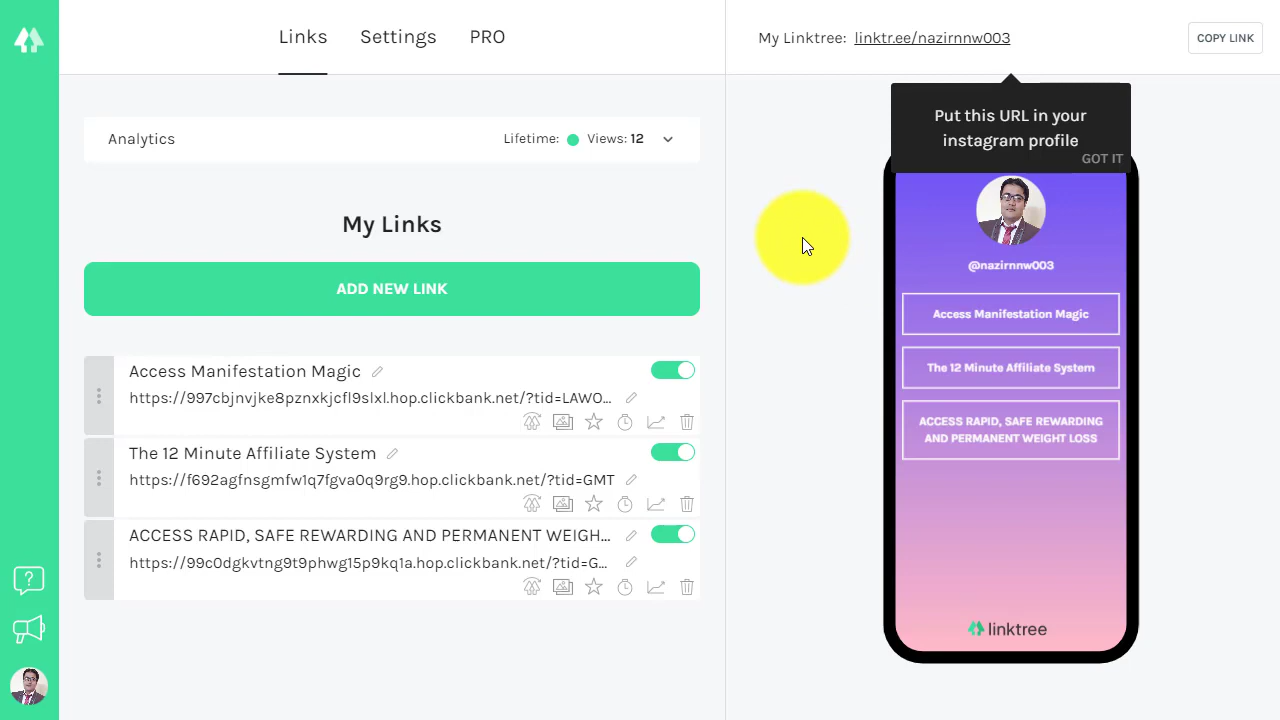 Links Settings PRO
My Linktree: linktr.ee/nazirnnw003
COPY LINK
Put this URL in your
instagram profile
GOT IT
Analytics
Lifetime: Views: 12
My Links
ADD NEW LINK
Access Manifestation Magic
https://997cbjnvjke8pznxkjcfl9slxl.hop.clickbank.net/?tid=LAWO...
The 12 Minute Affiliate System
https://f692agfnsgmfw1q7fgva0q9rg9.hop.clickbank.net/?tid=GMT
ACCESS RAPID, SAFE REWARDING AND PERMANENT WEIGH...
https://99c0dgkvtng9t9phwg15p9kq1a.hop.clickbank.net/?tid=G...
@nazirnnw003
Access Manifestation Magic
The 12 Minute Affiliate System
ACCESS RAPID, SAFE REWARDING
AND PERMANENT WEIGHT LOSS
linktree